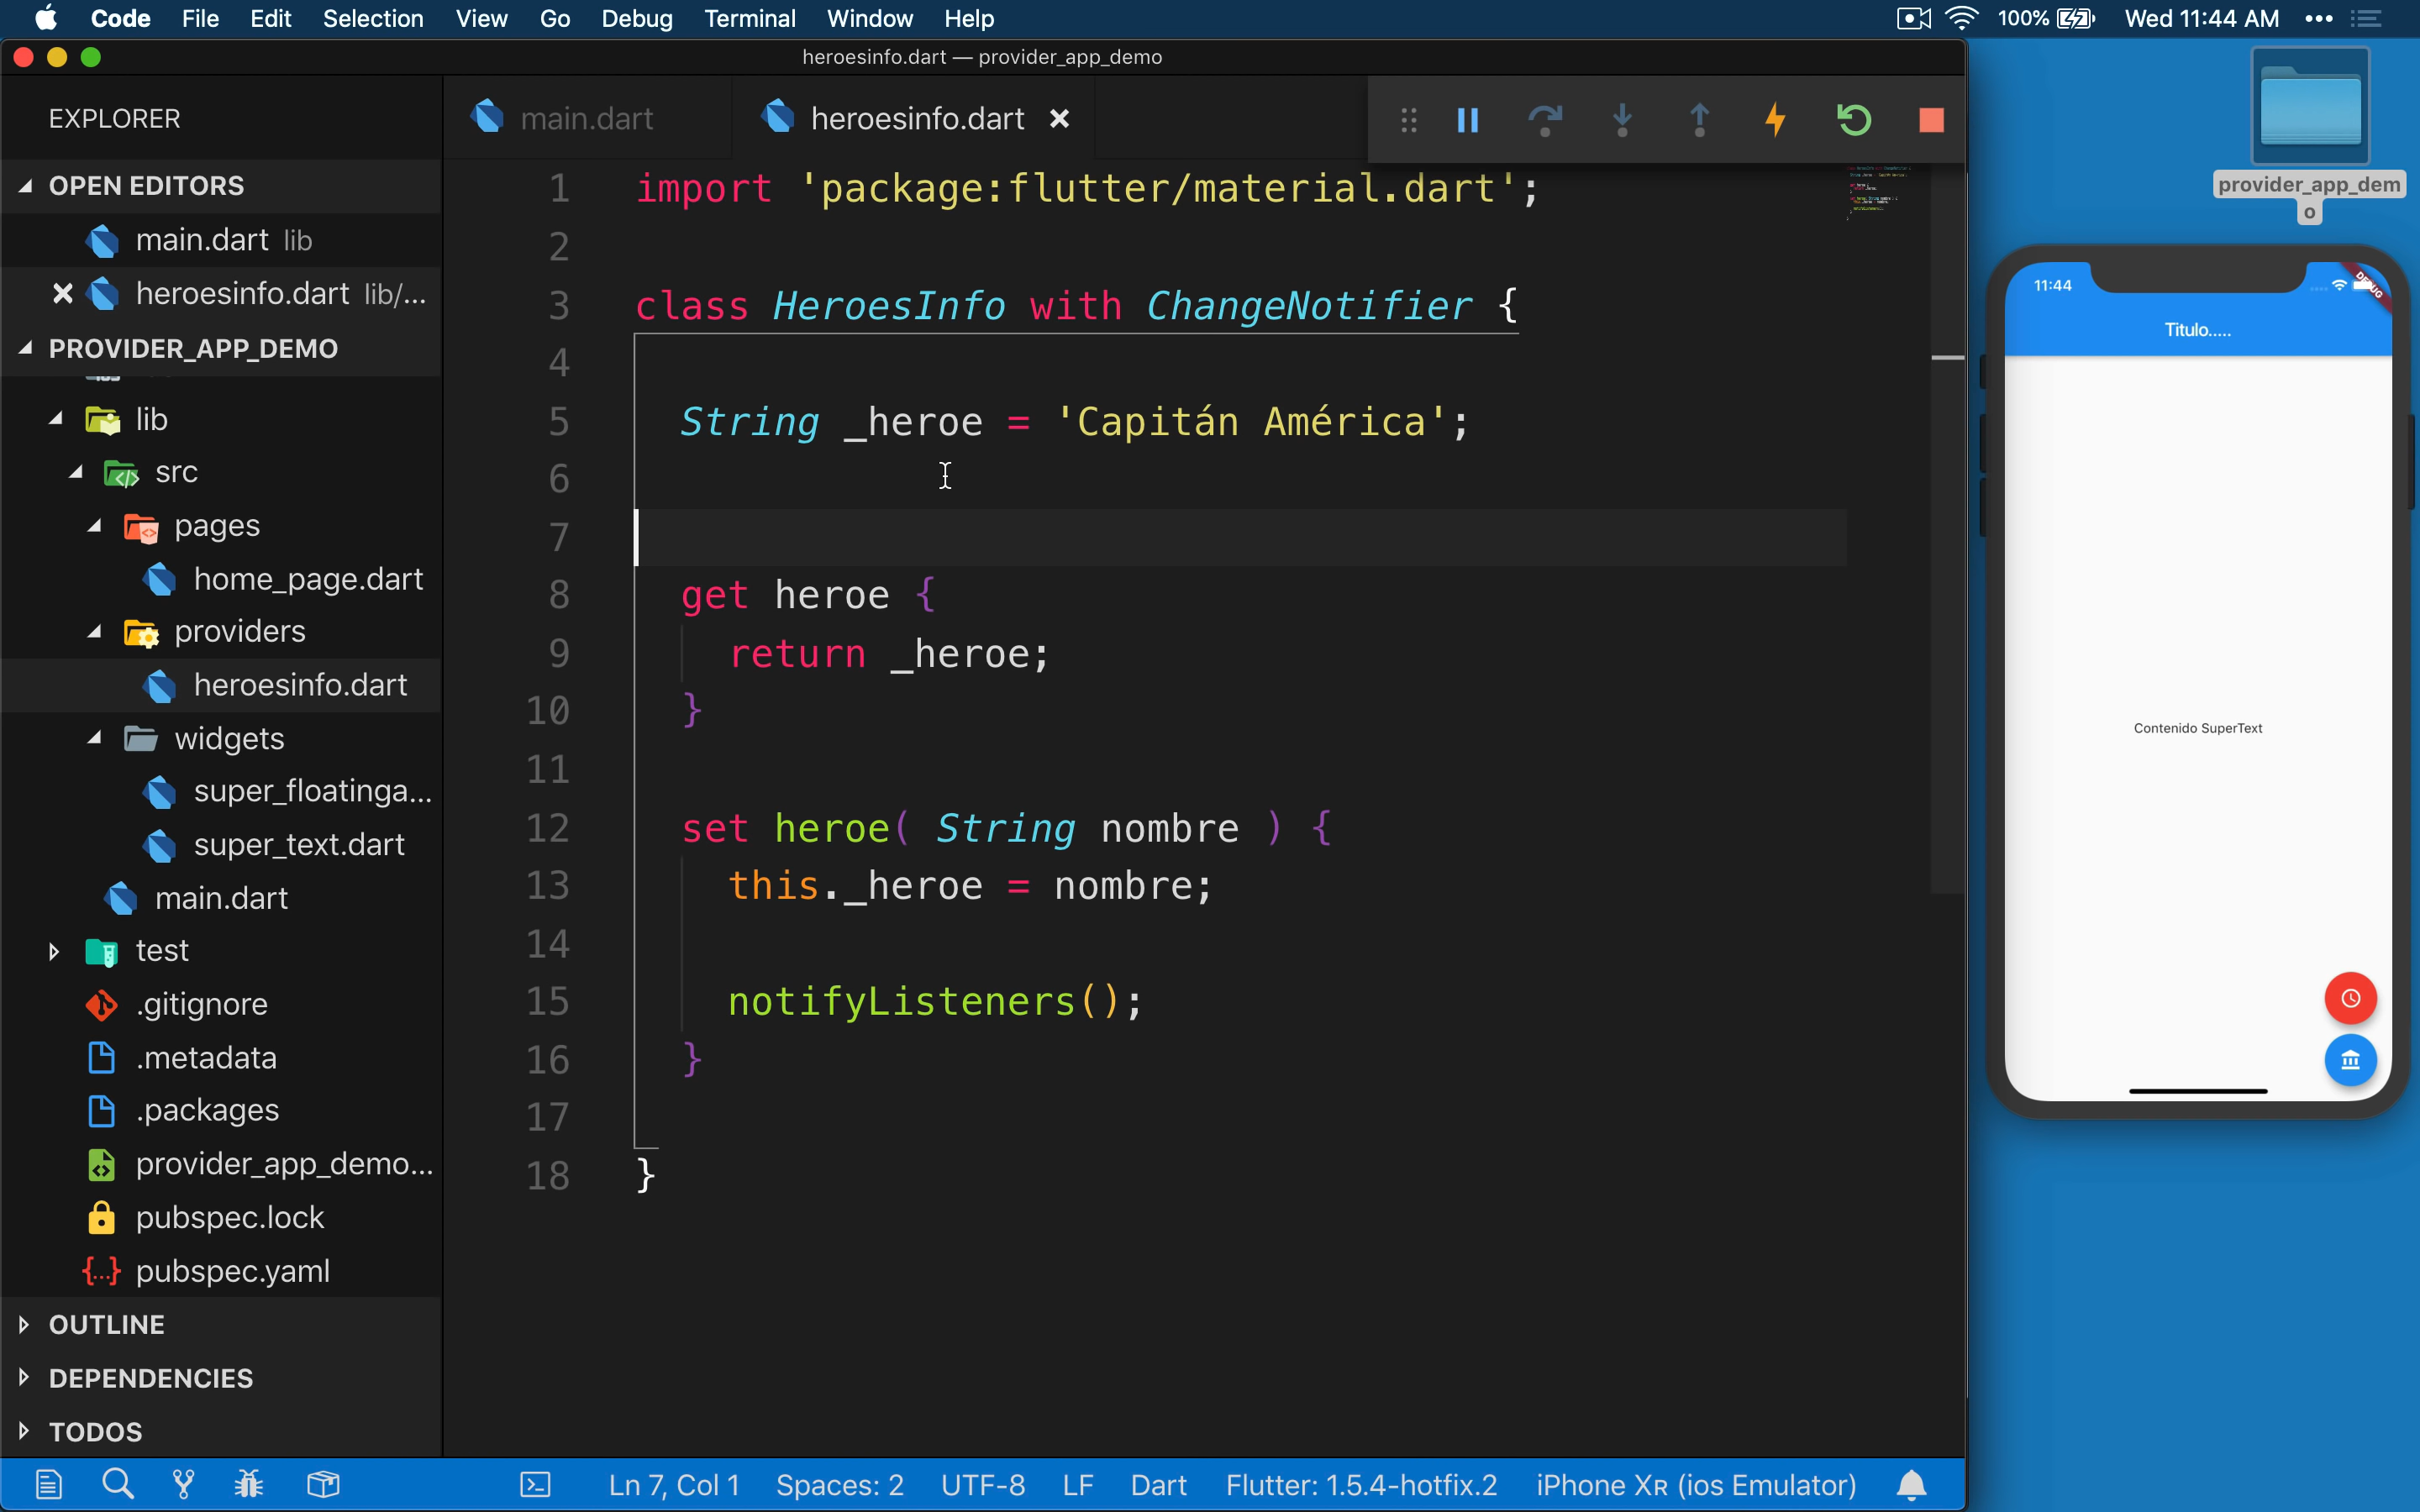 Code File Edit Selection View Go Debug Terminal Window Help 100% Wed 11:44 AM
heroesinfo.dart — provider_app_demo
EXPLORER
OPEN EDITORS
main.dart lib
heroesinfo.dart lib/...
PROVIDER_APP_DEMO
lib
src
pages
home_page.dart
providers
heroesinfo.dart
widgets
super_floatinga...
super_text.dart
main.dart
test
.gitignore
.metadata
.packages
provider_app_demo...
pubspec.lock
pubspec.yaml
OUTLINE
DEPENDENCIES
TODOS
main.dart heroesinfo.dart
1 import 'package:flutter/material.dart';
2
3 class HeroesInfo with ChangeNotifier {
4
5 String _heroe = 'Capitán América';
6
7
8 get heroe {
9 return _heroe;
10 }
11
12 set heroe( String nombre ) {
13 this._heroe = nombre;
14
15 notifyListeners();
16 }
17
18 }
provider_app_dem
o
11:44
DEBUG
Titulo.....
Contenido SuperText
Ln 7, Col 1 Spaces: 2 UTF-8 LF Dart Flutter: 1.5.4-hotfix.2 iPhone Xʀ (ios Emulator)